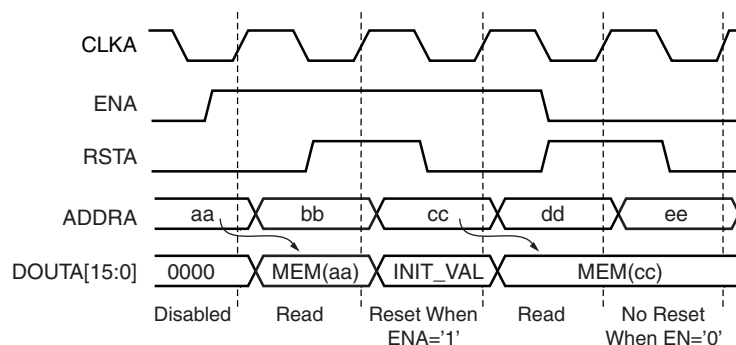 CLKA
ENA
RSTA
ADDRA aa bb cc dd ee
DOUTA[15:0] 0000 MEM(aa) INIT_VAL MEM(cc)
Disabled Read Reset When Read No Reset
ENA='1' When EN='0'